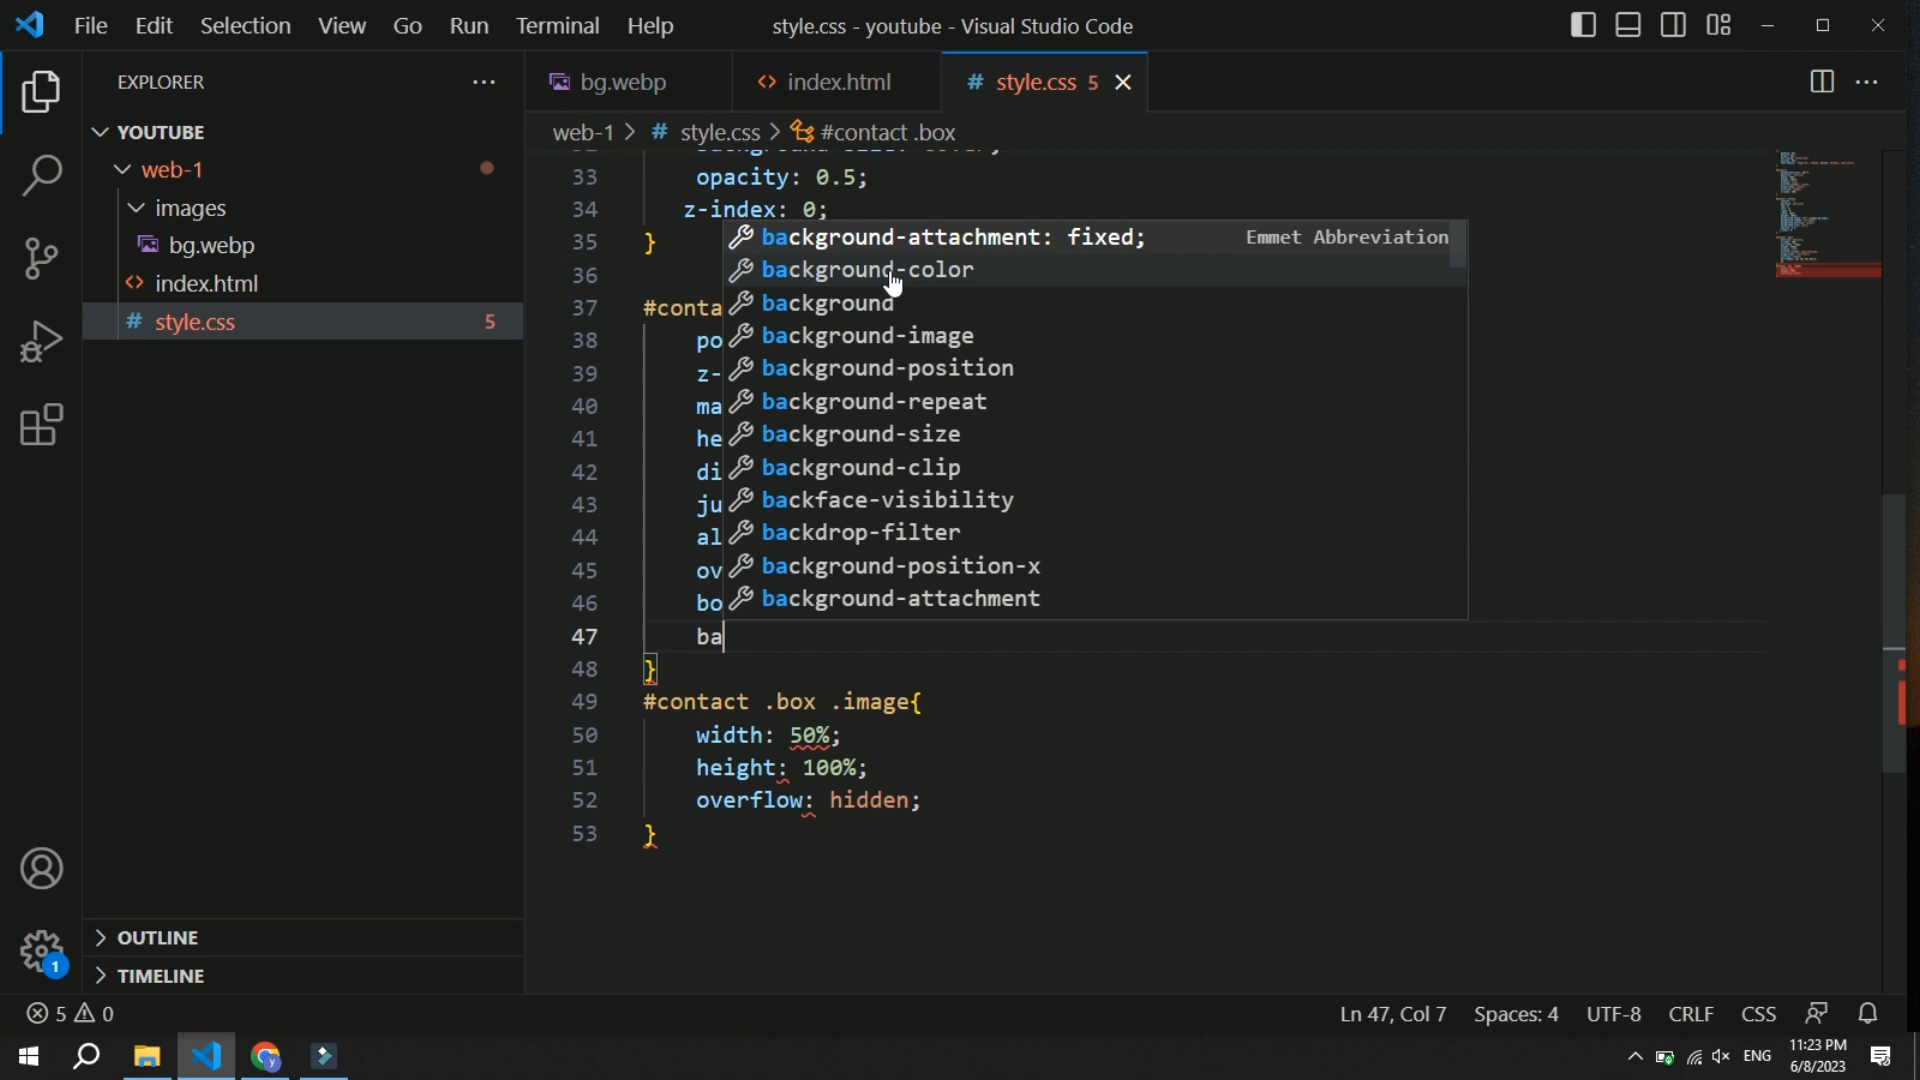 File Edit Selection View Go Run Terminal Help
style.css - youtube - Visual Studio Code
EXPLORER
YOUTUBE
web-1
images
bg.webp
index.html
style.css 5
OUTLINE
TIMELINE
bg.webp
index.html
style.css 5
web-1 > # style.css > #contact .box
33 opacity: 0.5;
34 z-index: 0;
35 }
36
37 #conta
38 po
39 z-
40 ma
41 he
42 di
43 ju
44 al
45 ov
46 bo
47 ba
48 }
49 #contact .box .image{
50 width: 50%;
51 height: 100%;
52 overflow: hidden;
53 }
background-attachment: fixed; Emmet Abbreviation
background-color
background
background-image
background-position
background-repeat
background-size
background-clip
backface-visibility
backdrop-filter
background-position-x
background-attachment
1
5 0
Ln 47, Col 7 Spaces: 4 UTF-8 CRLF CSS
ENG
11:23 PM
6/8/2023